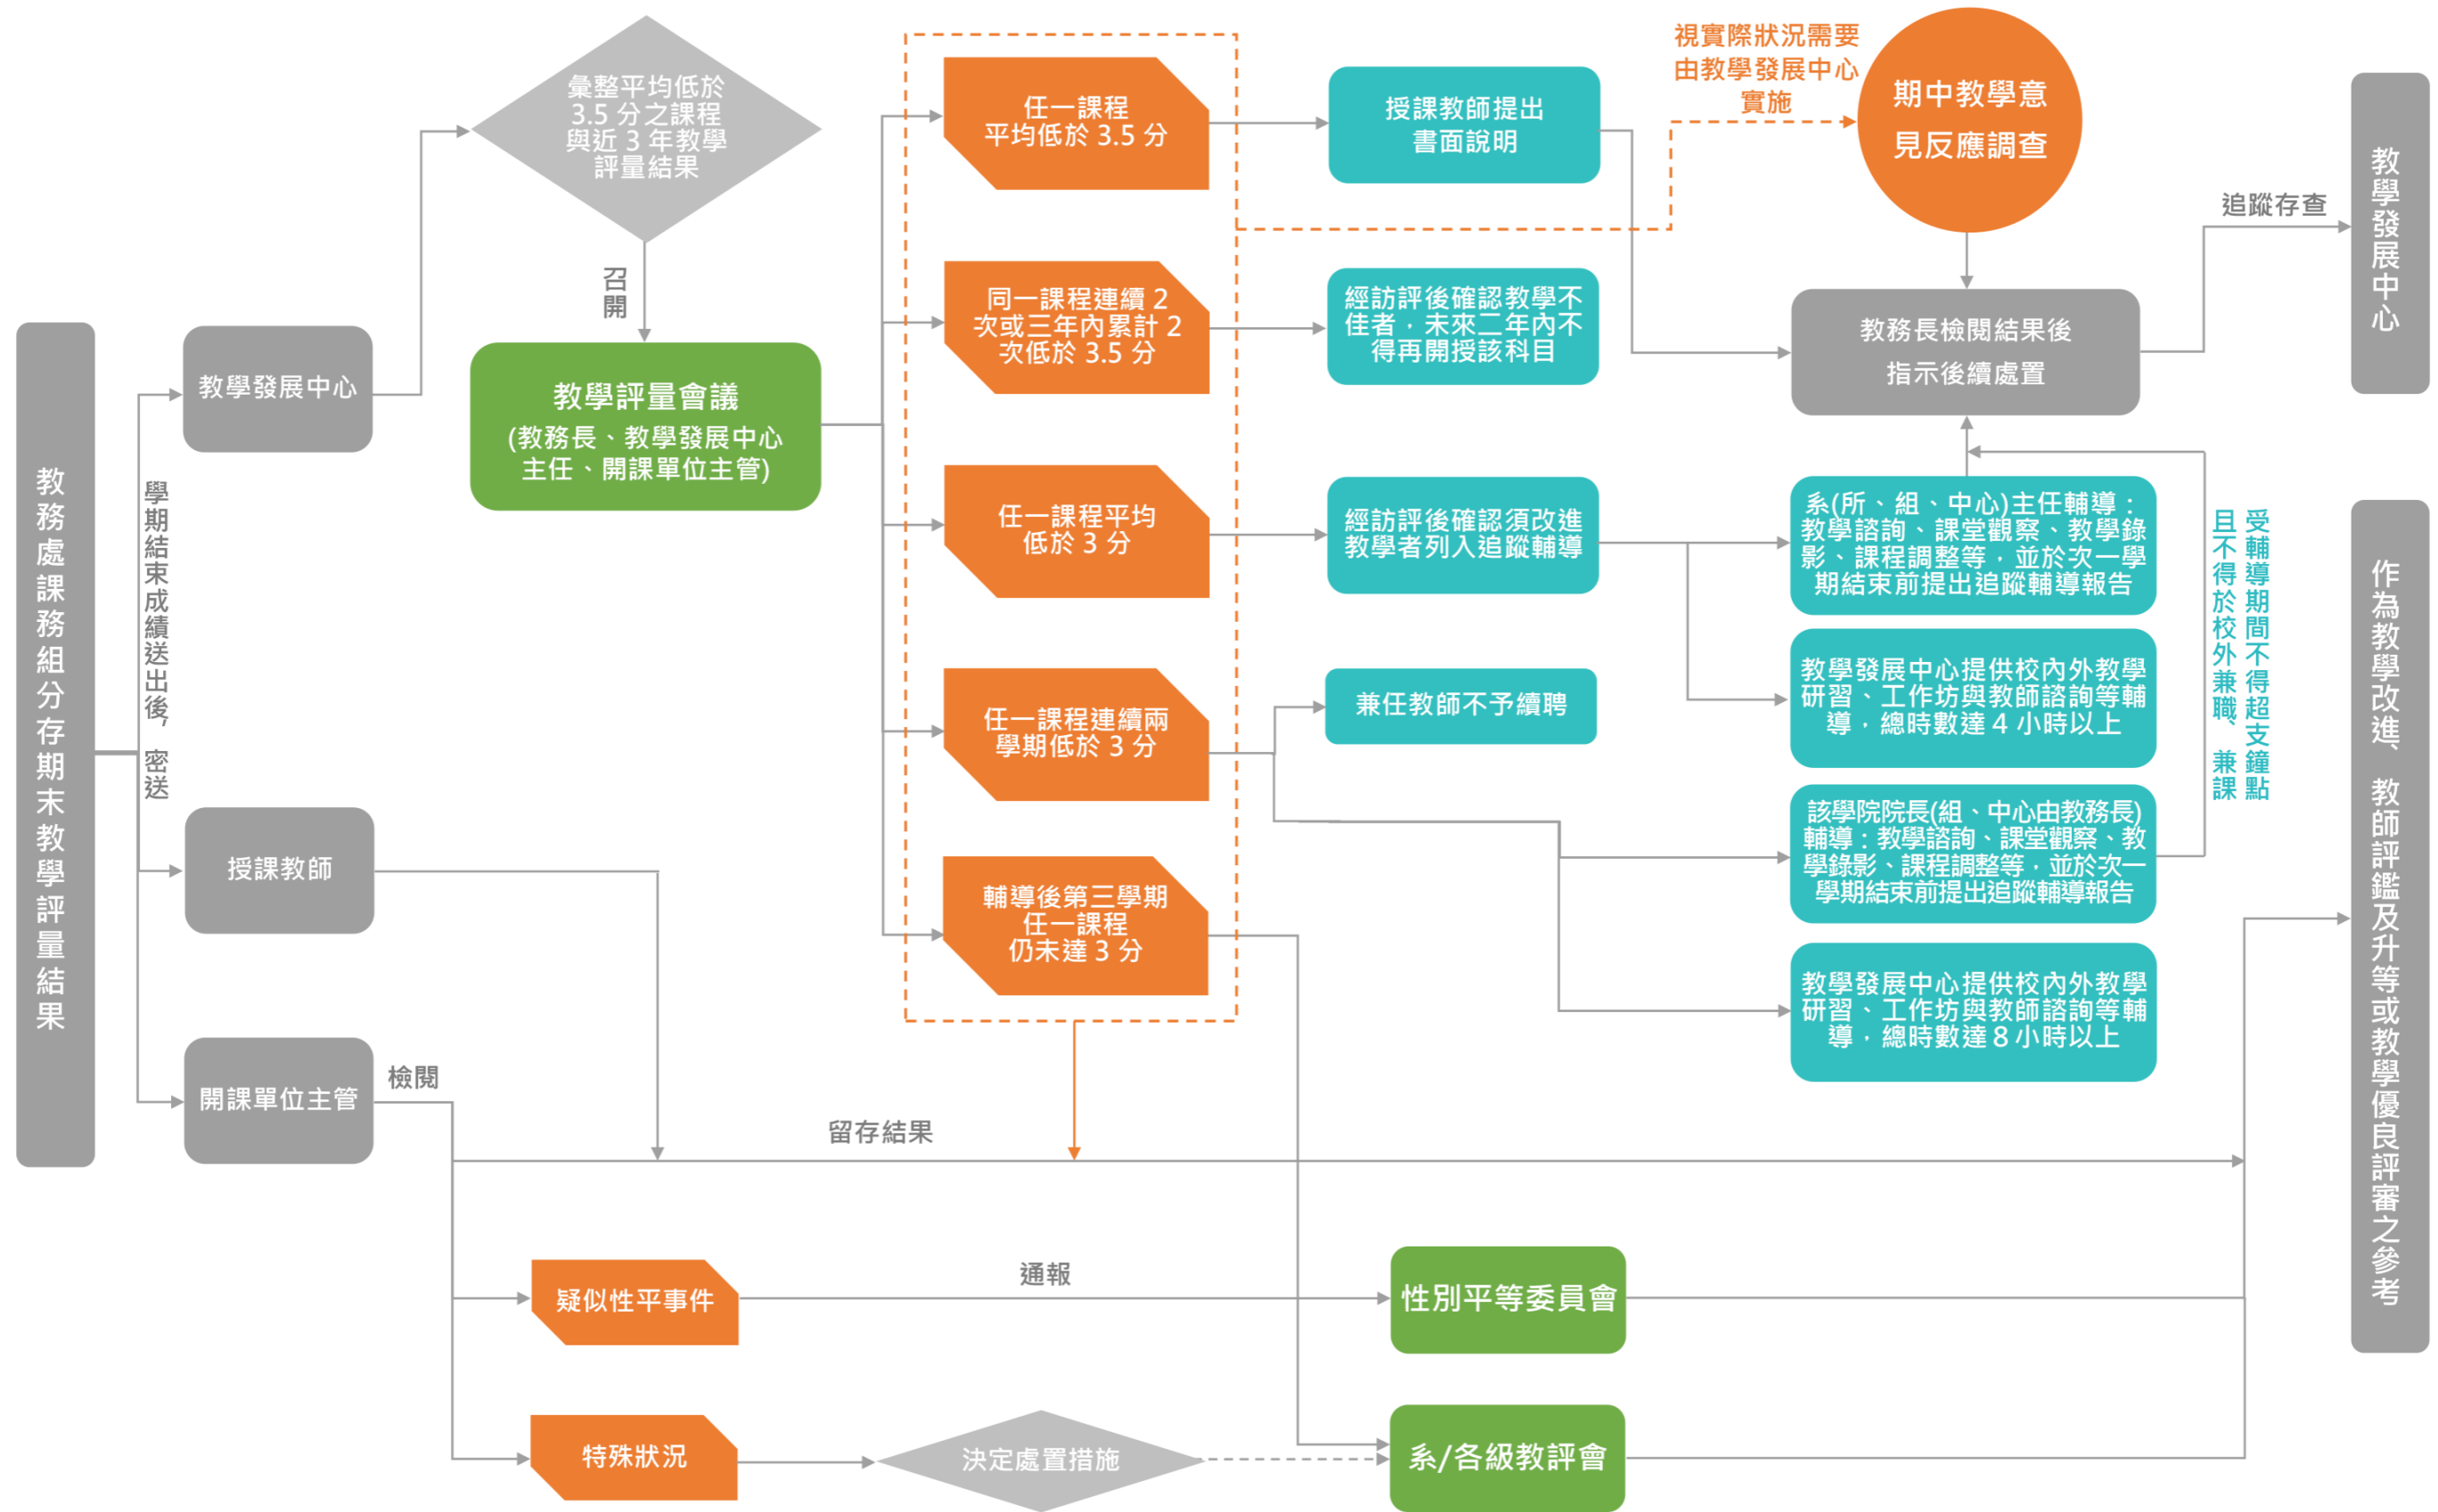 教務處課務組分存期末教學評量結果
學期結束成績送出後，密送
教學發展中心
授課教師
開課單位主管
檢閱
彙整平均低於
3.5 分之課程
與近 3 年教學
評量結果
召開
教學評量會議
(教務長、教學發展中心
主任、開課單位主管)
任一課程
平均低於 3.5 分
同一課程連續 2
次或三年內累計 2
次低於 3.5 分
任一課程平均
低於 3 分
任一課程連續兩
學期低於 3 分
輔導後第三學期
任一課程
仍未達 3 分
授課教師提出
書面說明
經訪評後確認教學不
佳者，未來二年內不
得再開授該科目
經訪評後確認須改進
教學者列入追蹤輔導
兼任教師不予續聘
視實際狀況需要
由教學發展中心
實施
期中教學意
見反應調查
教務長檢閱結果後
指示後續處置
系(所、組、中心)主任輔導：
教學諮詢、課堂觀察、教學錄
影、課程調整等，並於次一學
期結束前提出追蹤輔導報告
教學發展中心提供校內外教學
研習、工作坊與教師諮詢等輔
導，總時數達 4 小時以上
該學院院長(組、中心由教務長)
輔導：教學諮詢、課堂觀察、教
學錄影、課程調整等，並於次一
學期結束前提出追蹤輔導報告
教學發展中心提供校內外教學
研習、工作坊與教師諮詢等輔
導，總時數達 8 小時以上
受輔導期間不得超支鐘點
且不得於校外兼職、兼課
追蹤存查
教學發展中心
作為教學改進、教師評鑑及升等或教學優良評審之參考
留存結果
疑似性平事件
通報
性別平等委員會
特殊狀況
決定處置措施
系/各級教評會